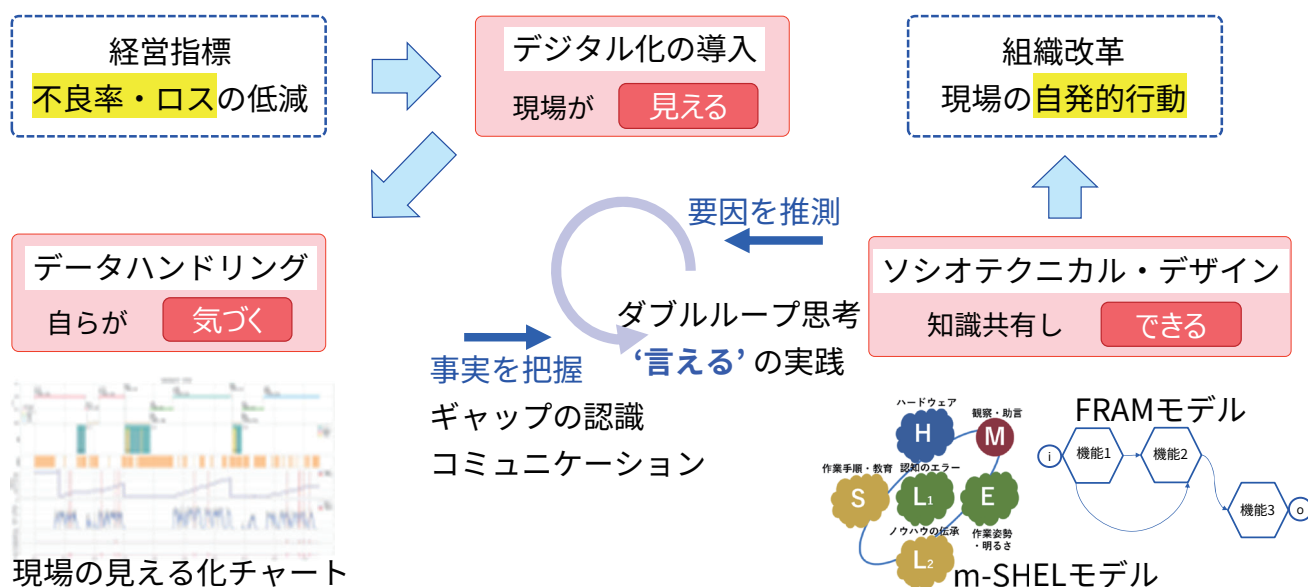 経営指標
不良率・ロスの低減
デジタル化の導入
現場が 見える
組織改革
現場の自発的行動
要因を推測
データハンドリング
自らが 気づく
ソシオテクニカル・デザイン
知識共有し できる
ダブルループ思考
‘言える’ の実践
事実を把握
ギャップの認識
コミュニケーション
現場の見える化チャート
ハードウェア
H
観察・助言
M
作業手順・教育
S
認知のエラー
L1
E
作業姿勢
・明るさ
ノウハウの伝承
L2
m-SHELモデル
FRAMモデル
i
機能1
機能2
機能3
o